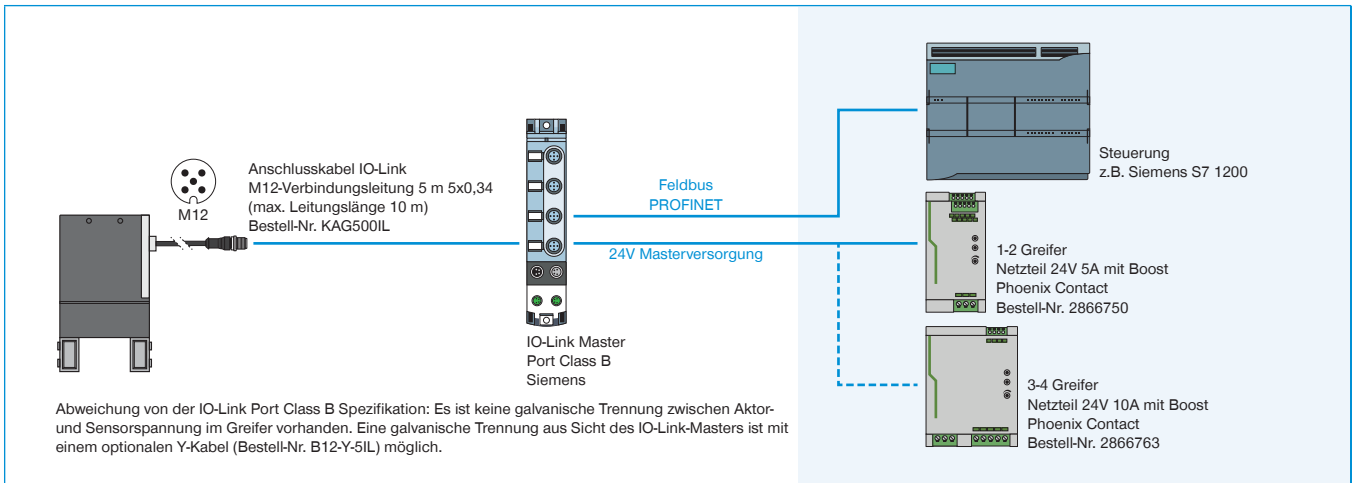 M12
Anschlusskabel IO-Link
M12-Verbindungsleitung 5 m 5x0,34
(max. Leitungslänge 10 m)
Bestell-Nr. KAG500IL
IO-Link Master
Port Class B
Siemens
Feldbus
PROFINET
24V Masterversorgung
Steuerung
z.B. Siemens S7 1200
1-2 Greifer
Netzteil 24V 5A mit Boost
Phoenix Contact
Bestell-Nr. 2866750
3-4 Greifer
Netzteil 24V 10A mit Boost
Phoenix Contact
Bestell-Nr. 2866763
Abweichung von der IO-Link Port Class B Spezifikation: Es ist keine galvanische Trennung zwischen Aktor-
und Sensorspannung im Greifer vorhanden. Eine galvanische Trennung aus Sicht des IO-Link-Masters ist mit
einem optionalen Y-Kabel (Bestell-Nr. B12-Y-5IL) möglich.